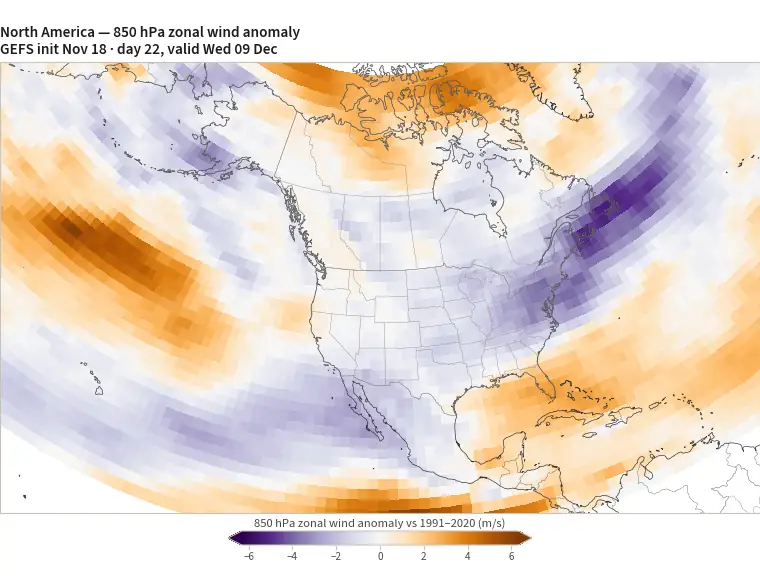 North America — 850 hPa zonal wind anomaly
GEFS init Nov 18 · day 22, valid Wed 09 Dec
850 hPa zonal wind anomaly vs 1991–2020 (m/s)
−6 −4 −2 0 2 4 6